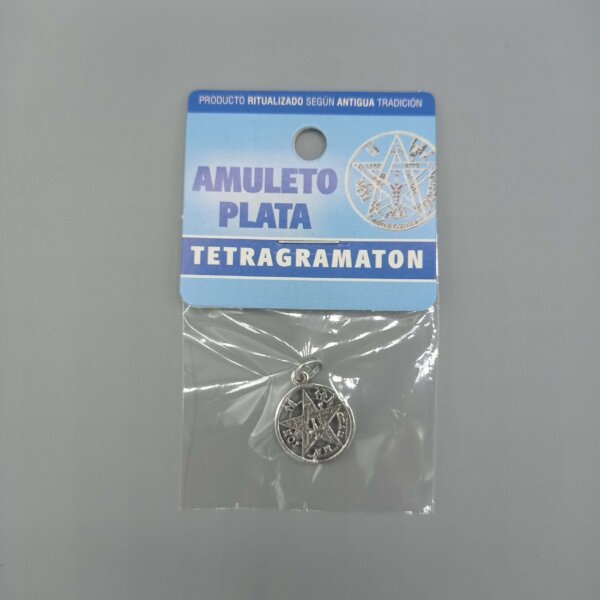 PRODUCTO RITUALIZADO SEGÚN ANTIGUA TRADICIÓN
AMULETO
PLATA
TETRAGRAMATON